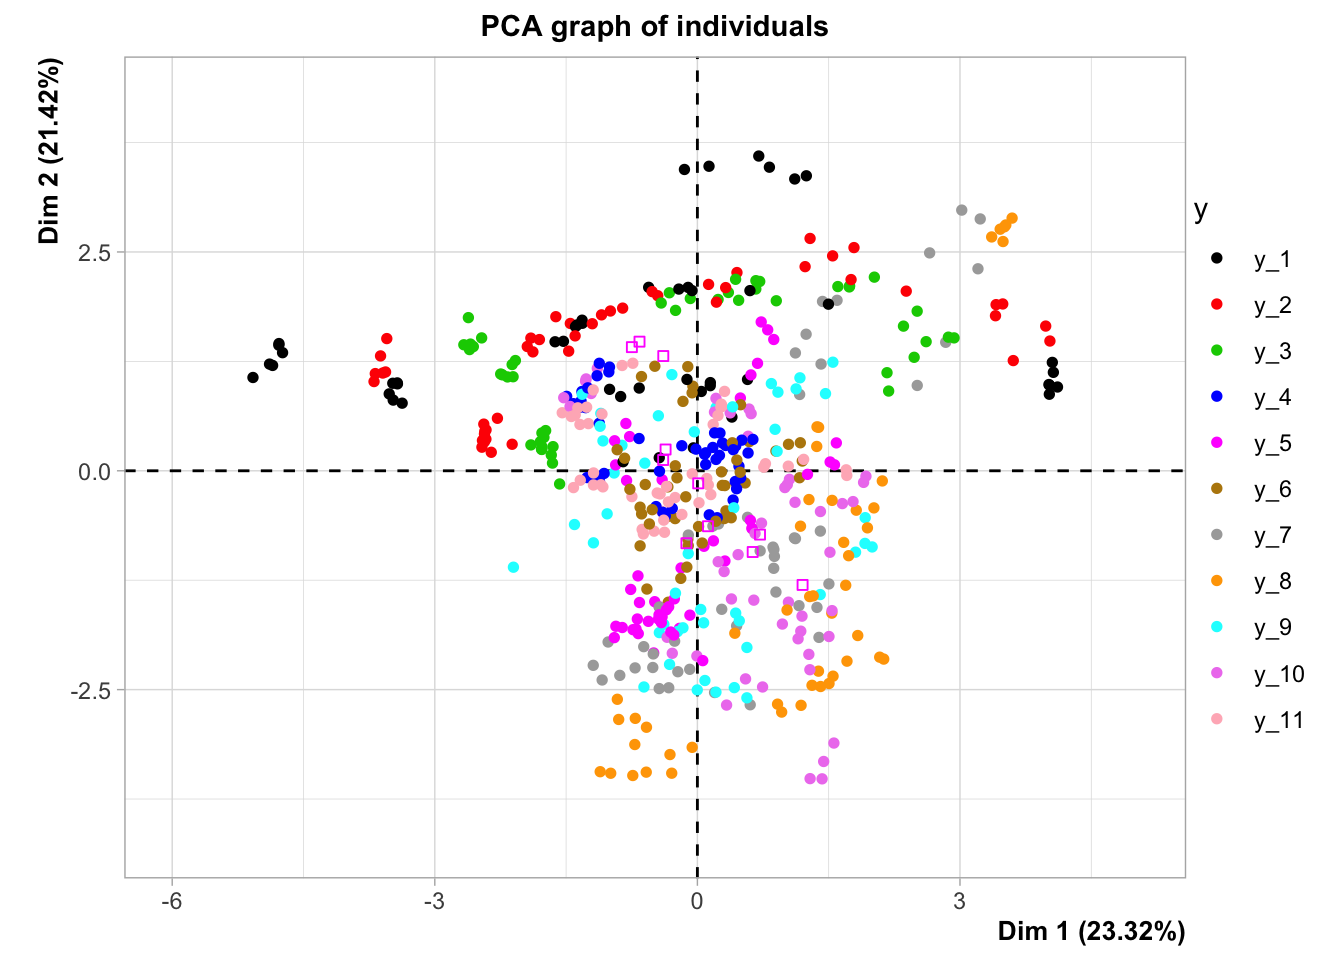 PCA graph of individuals
Dim 2 (21.42%)
2.5
0.0
-2.5
-6
-3
0
3
Dim 1 (23.32%)
y
y_1
y_2
y_3
y_4
y_5
y_6
y_7
y_8
y_9
y_10
y_11